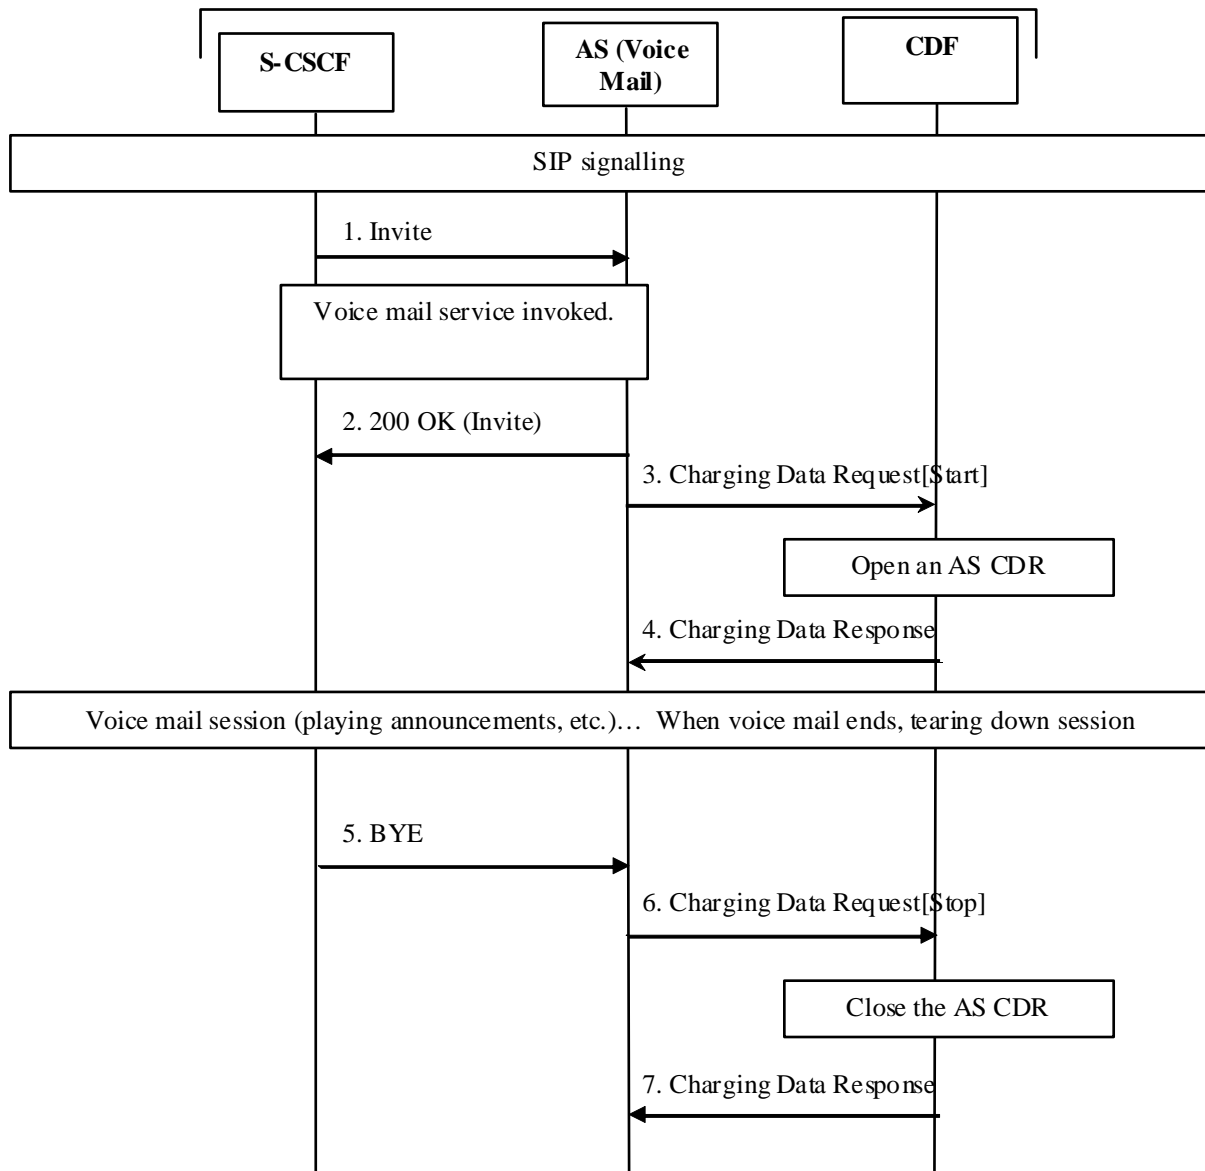 S-CSCF
AS (Voice
Mail)
CDF
SIP signalling
1. Invite
Voice mail service invoked.
2. 200 OK (Invite)
3. Charging Data Request[Start]
Open an AS CDR
4. Charging Data Response
Voice mail session (playing announcements, etc.)… When voice mail ends, tearing down session
5. BYE
6. Charging Data Request[Stop]
Close the AS CDR
7. Charging Data Response